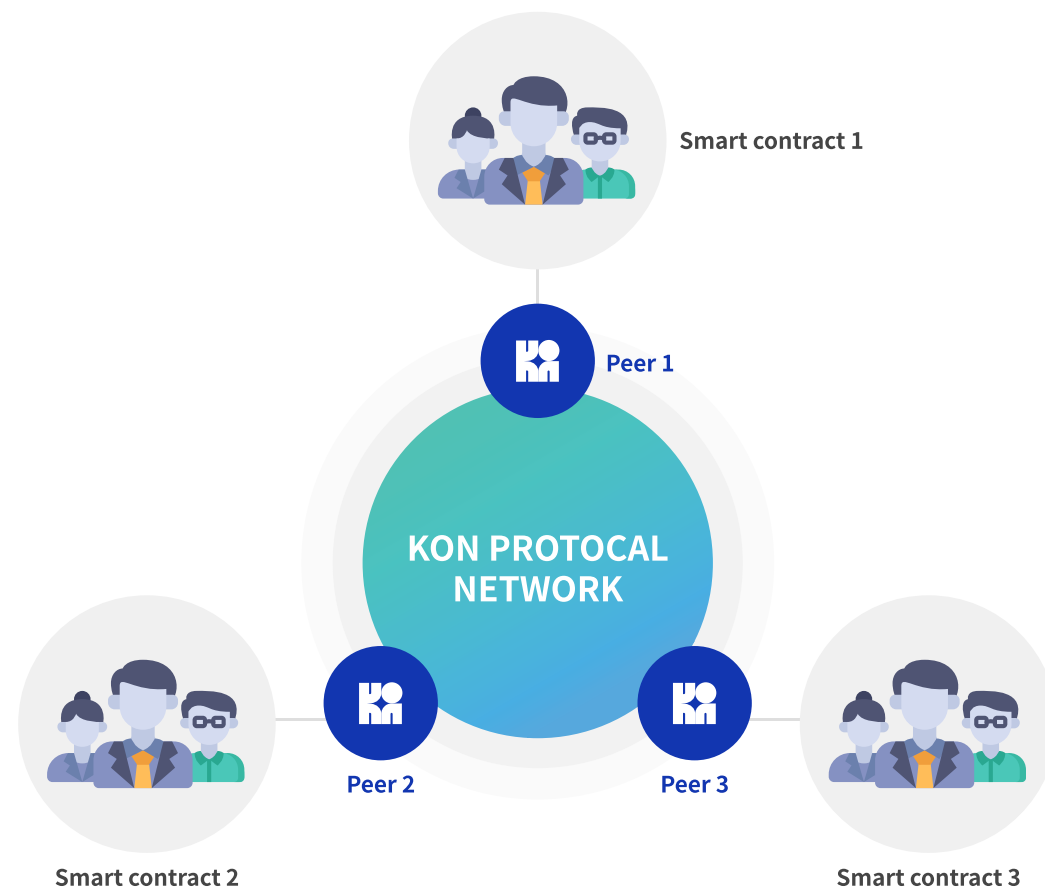 Smart contract 1
Peer 1
KON PROTOCAL
NETWORK
Peer 2
Peer 3
Smart contract 2
Smart contract 3